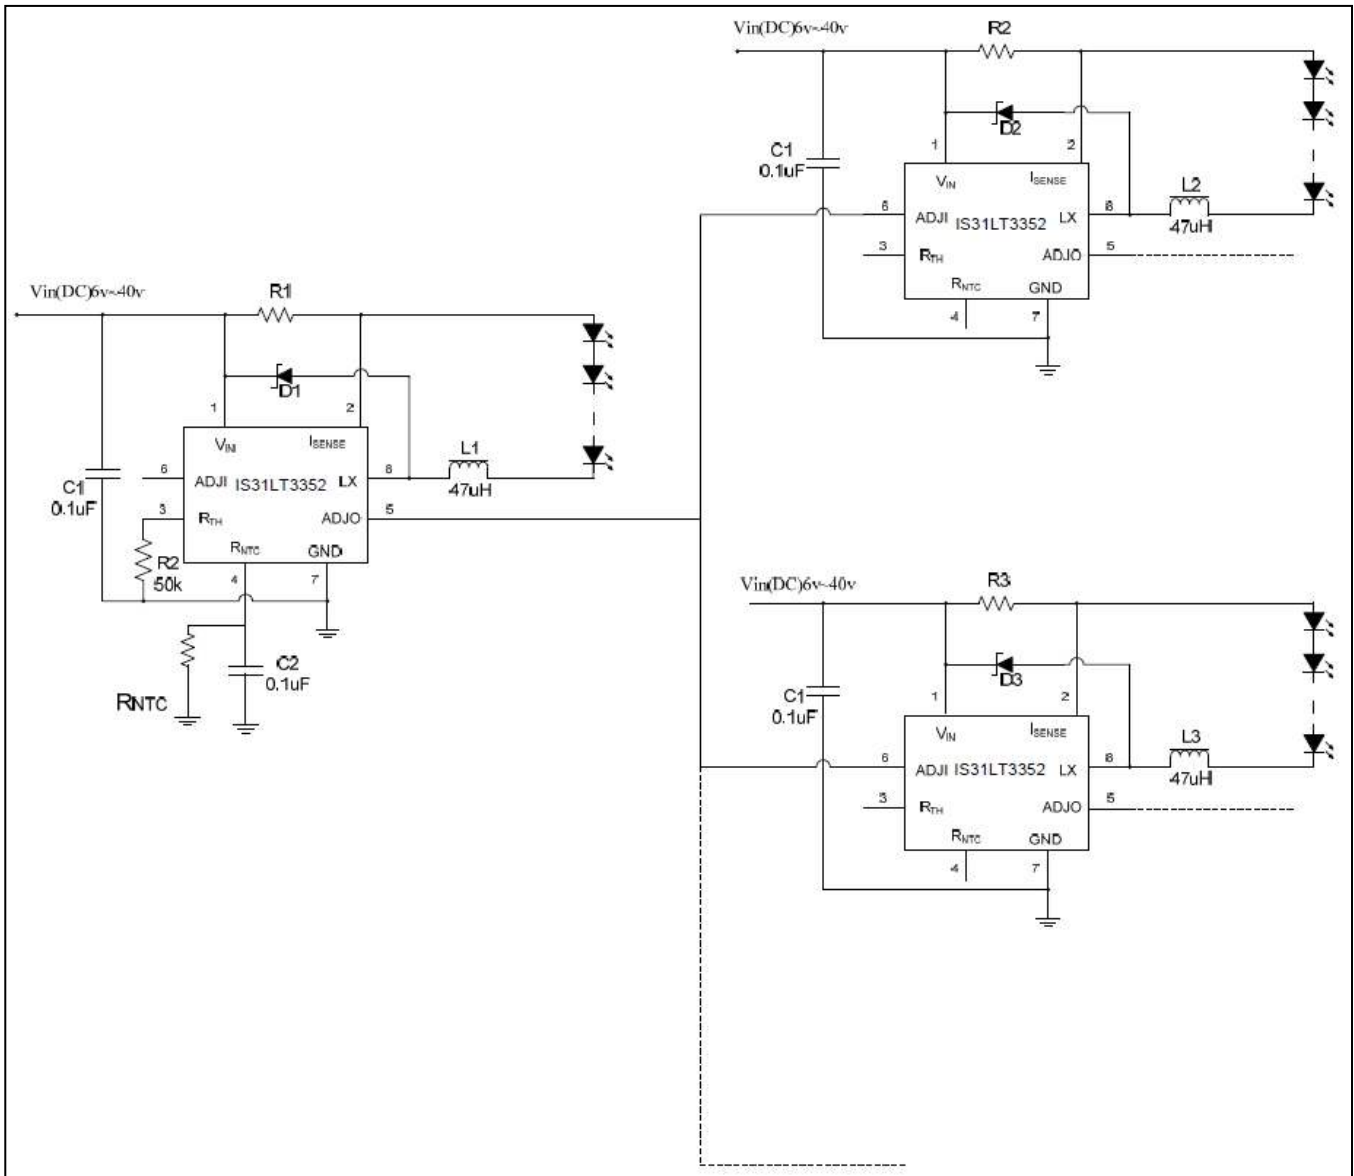 Vin(DC)6v~40v
R1
D1
1
2
VIN
ISENSE
6
ADJI
IS31LT3352
LX
8
L1
47uH
C1
0.1uF
3
RTH
ADJO
5
R2
50k
RNTC
GND
4
7
C2
0.1uF
RNTC
Vin(DC)6v~40v
R2
D2
1
2
C1
0.1uF
VIN
ISENSE
6
ADJI
IS31LT3352
LX
8
L2
47uH
3
RTH
ADJO
5
RNTC
GND
4
7
Vin(DC)6v~40v
R3
D3
1
2
C1
0.1uF
VIN
ISENSE
6
ADJI
IS31LT3352
LX
8
L3
47uH
3
RTH
ADJO
5
RNTC
GND
4
7